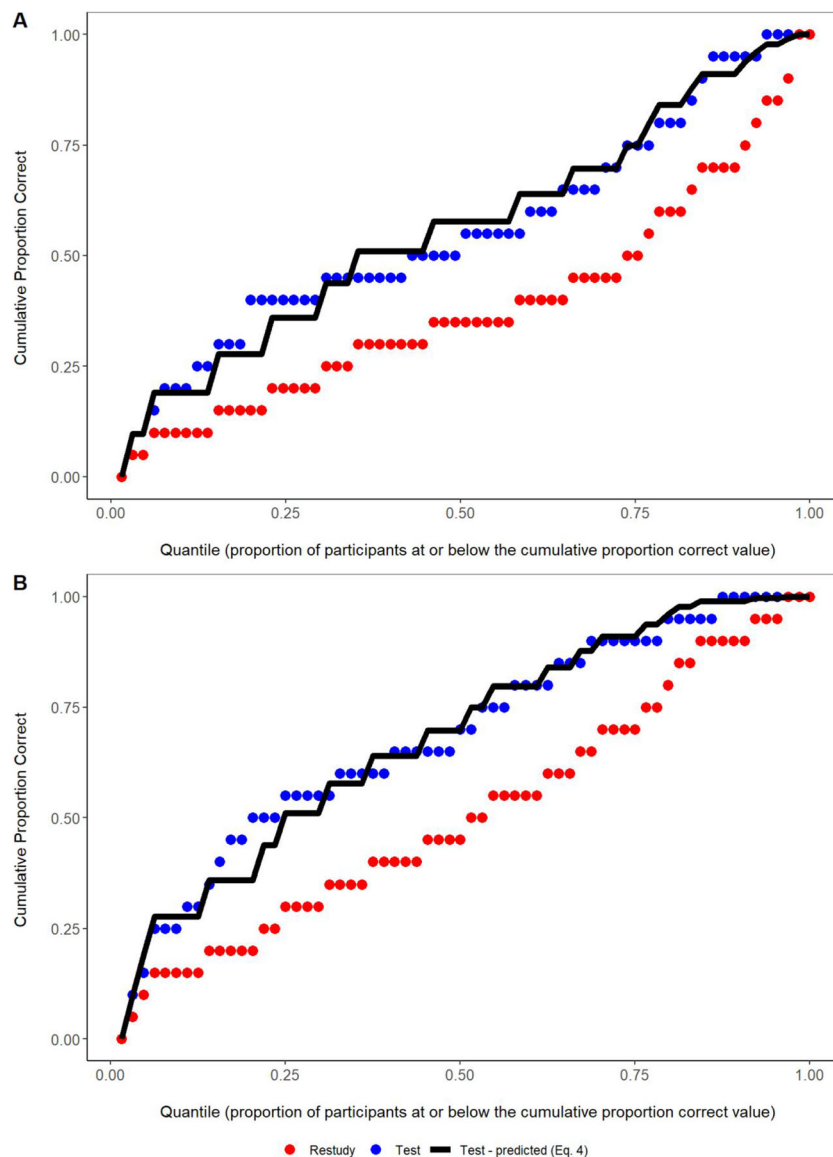 A
1.00
0.75
0.50
0.25
0.00
Cumulative Proportion Correct
0.00 0.25 0.50 0.75 1.00
Quantile (proportion of participants at or below the cumulative proportion correct value)
B
1.00
0.75
0.50
0.25
0.00
Cumulative Proportion Correct
0.00 0.25 0.50 0.75 1.00
Quantile (proportion of participants at or below the cumulative proportion correct value)
Restudy Test Test - predicted (Eq. 4)